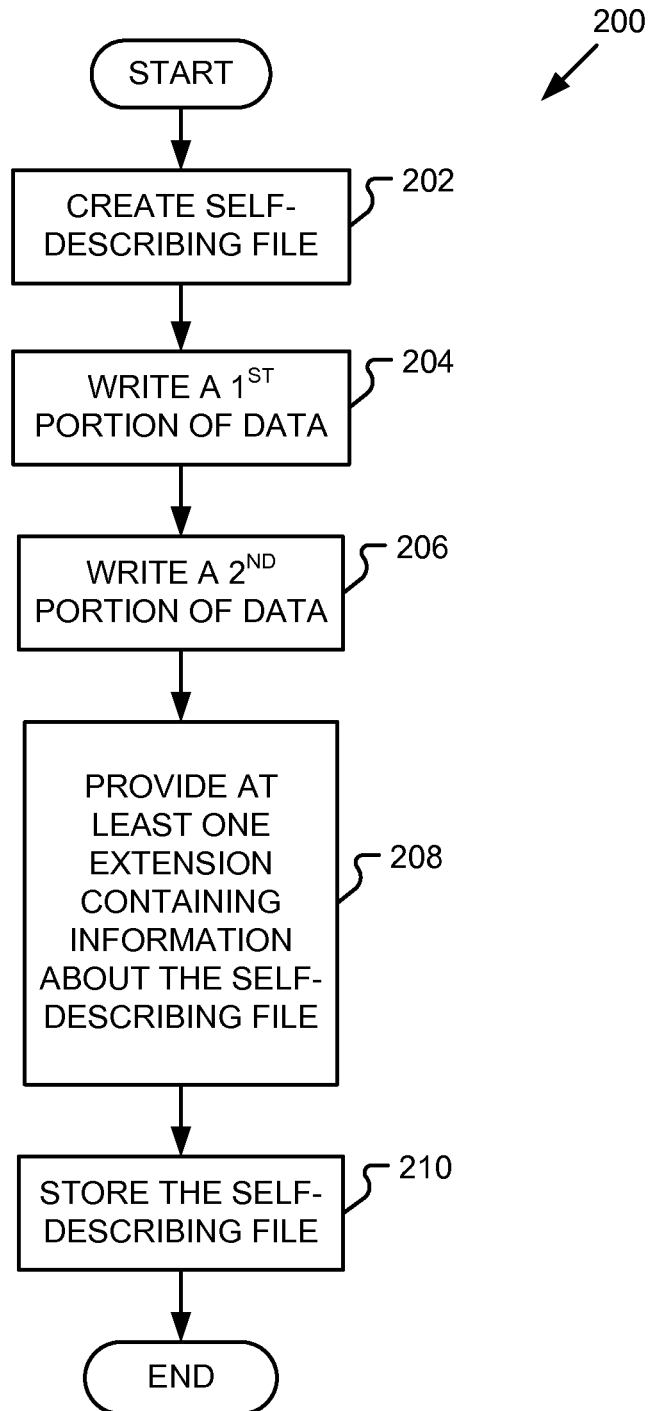 200
START
CREATE SELF-
DESCRIBING FILE
202
WRITE A 1ST
PORTION OF DATA
204
WRITE A 2ND
PORTION OF DATA
206
PROVIDE AT
LEAST ONE
EXTENSION
CONTAINING
INFORMATION
ABOUT THE SELF-
DESCRIBING FILE
208
STORE THE SELF-
DESCRIBING FILE
210
END